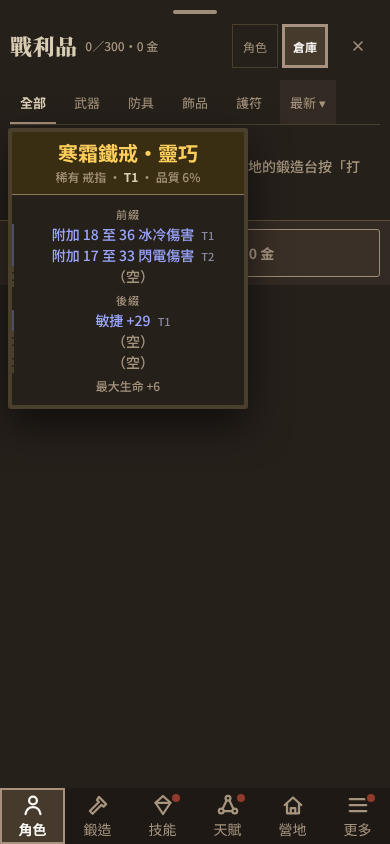 戰利品 0／300・0 金
角色
倉庫
×
全部
武器
防具
飾品
護符
最新 ▾
寒霜鐵戒・靈巧
稀有 戒指 ・ T1 ・ 品質 6%
地的鍛造台按「打
前綴
附加 18 至 36 冰冷傷害 T1
附加 17 至 33 閃電傷害 T2
（空）
0 金
後綴
敏捷 +29 T1
（空）
（空）
最大生命 +6
角色
鍛造
技能
天賦
營地
更多